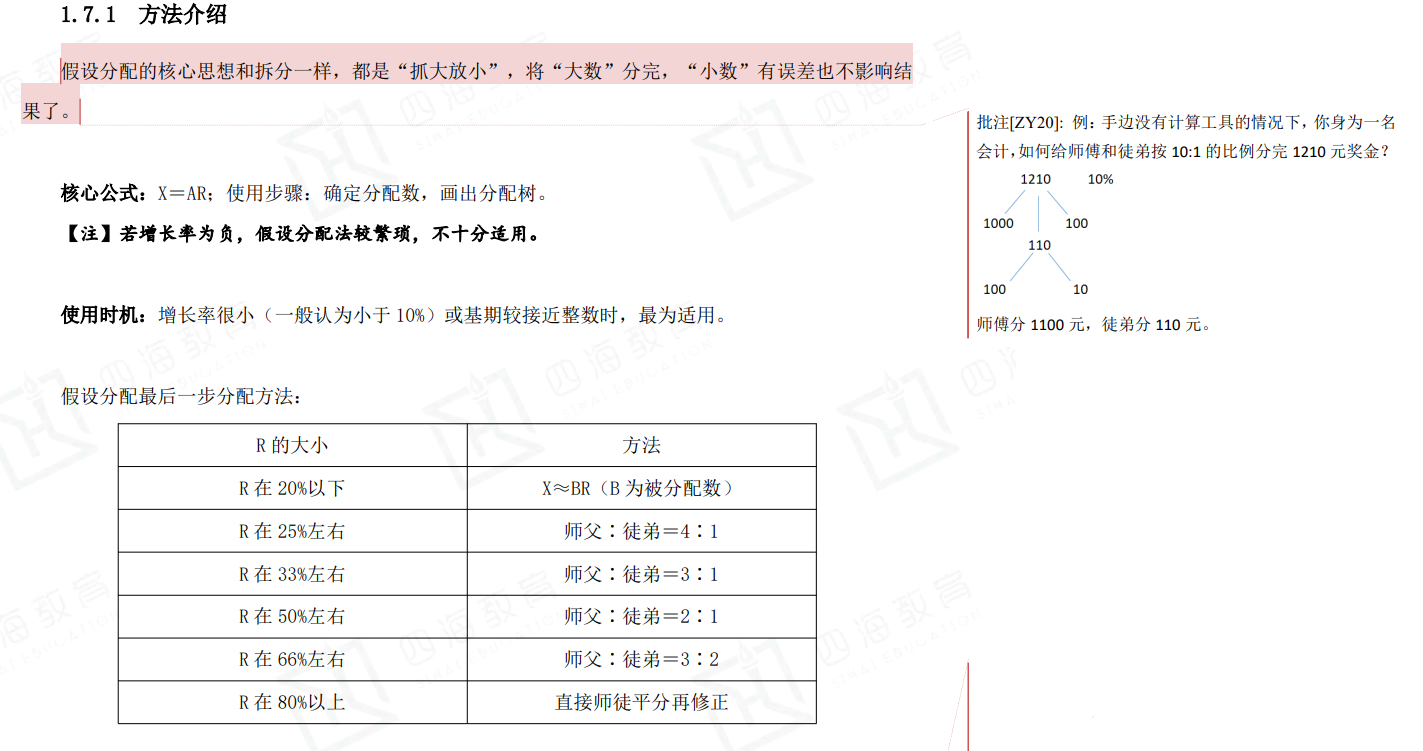 1.7.1 方法介绍
假设分配的核心思想和拆分一样，都是“抓大放小”，将“大数”分完，“小数”有误差也不影响结
果了。
核心公式：X＝AR；使用步骤：确定分配数，画出分配树。
【注】若增长率为负，假设分配法较繁琐，不十分适用。
使用时机：增长率很小（一般认为小于 10%）或基期较接近整数时，最为适用。
假设分配最后一步分配方法：
R 的大小 方法
R 在 20%以下 X≈BR（B 为被分配数）
R 在 25%左右 师父∶徒弟＝4∶1
R 在 33%左右 师父∶徒弟＝3∶1
R 在 50%左右 师父∶徒弟＝2∶1
R 在 66%左右 师父∶徒弟＝3∶2
R 在 80%以上 直接师徒平分再修正
批注[ZY20]: 例：手边没有计算工具的情况下，你身为一名
会计，如何给师傅和徒弟按 10:1 的比例分完 1210 元奖金？
1210 10%
1000 100
110
100 10
师傅分 1100 元，徒弟分 110 元。
四海教育
SIHAI EDUCATION